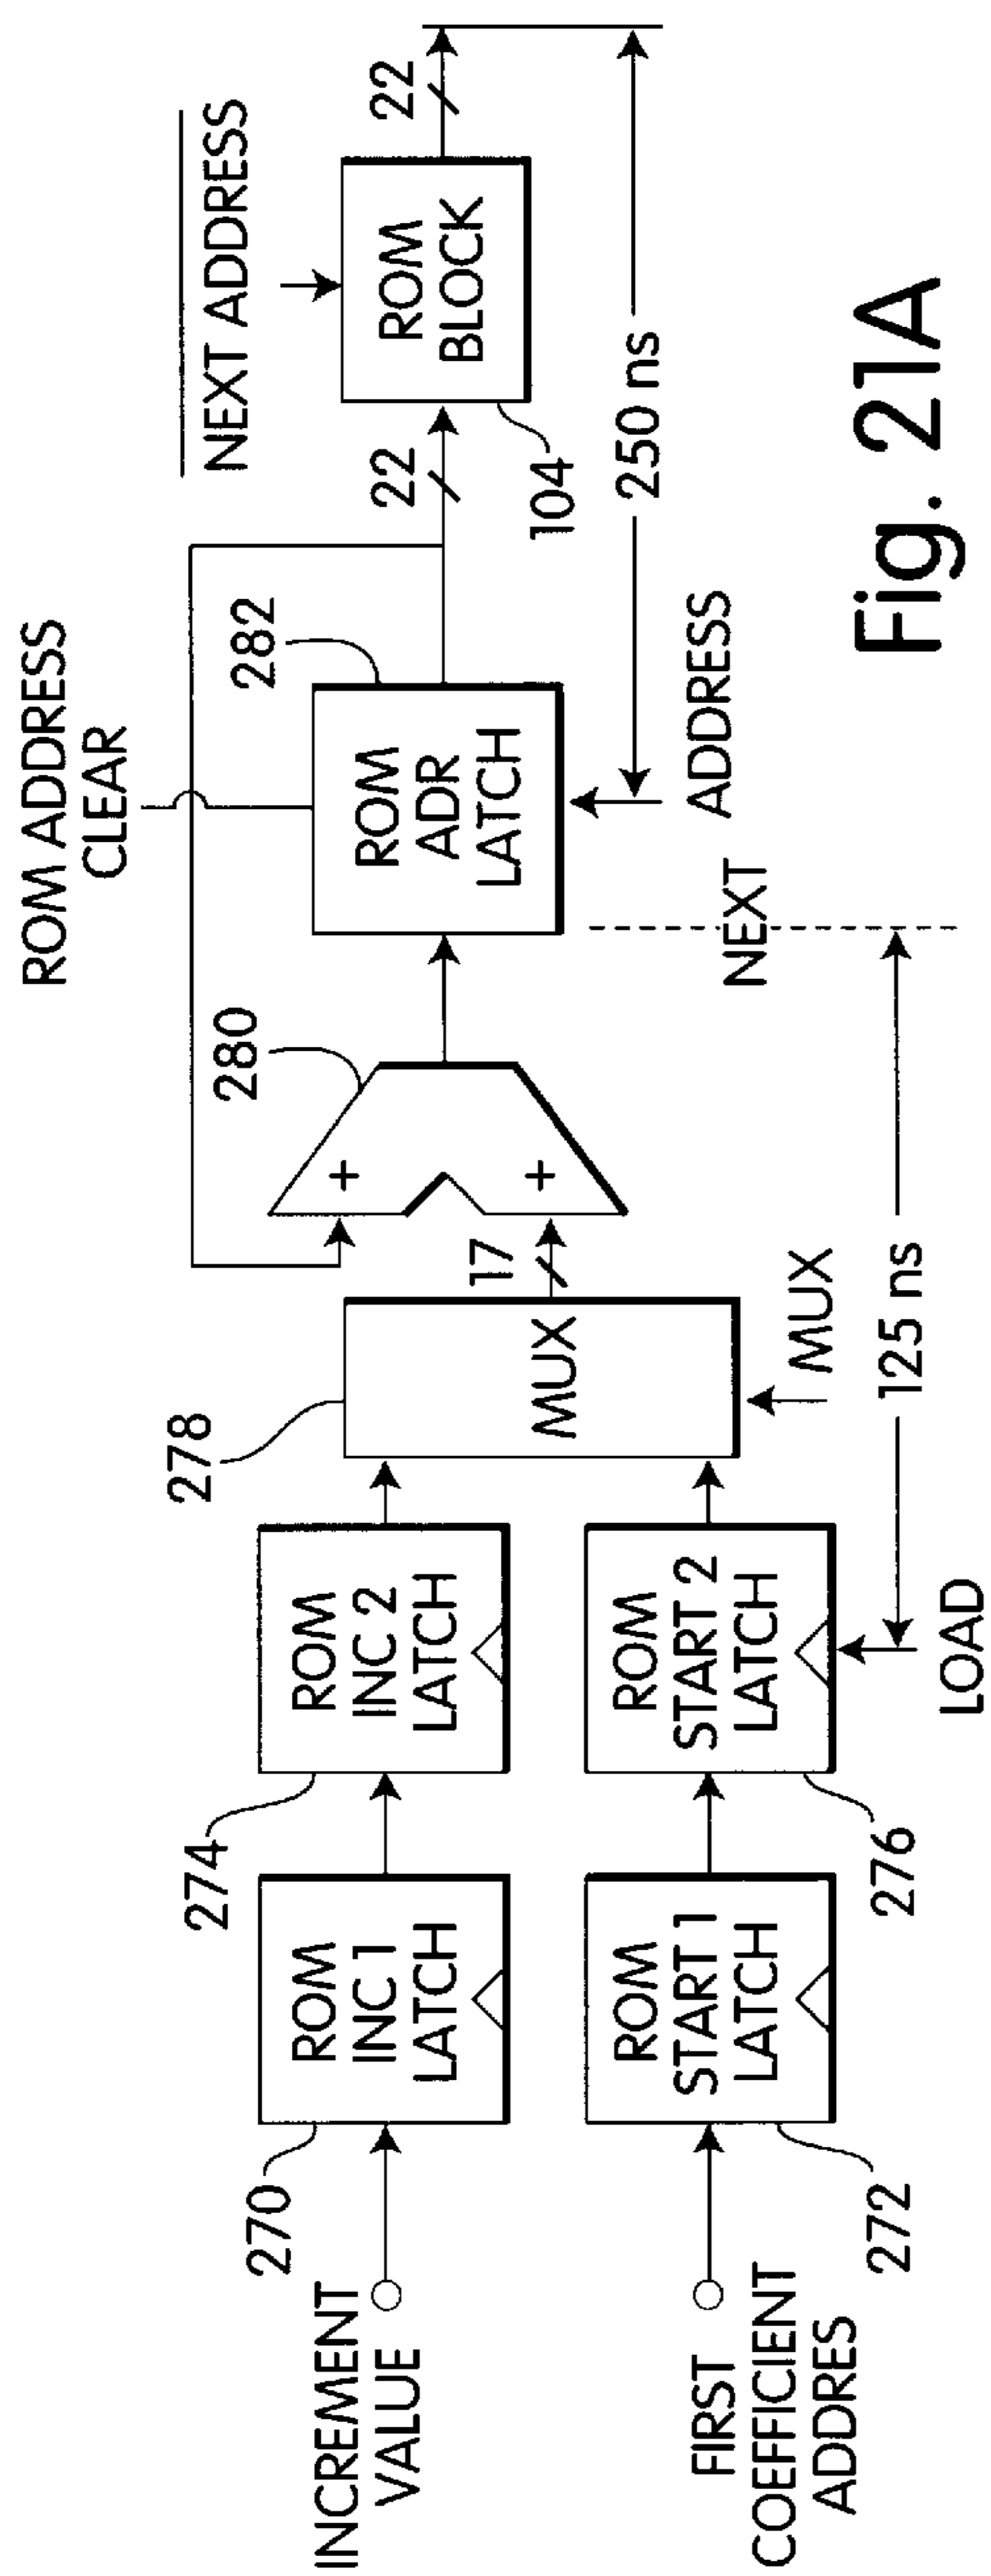 ROM ADDRESS
CLEAR
NEXT ADDRESS
282
22
22
280
278
274
270
INCREMENT
VALUE
ROM
INC 1
LATCH
ROM
INC 2
LATCH
MUX
17
+
+
ROM
ADR
LATCH
ROM
BLOCK
104
FIRST
COEFFICIENT
ADDRES
272
ROM
START 1
LATCH
276
ROM
START 2
LATCH
LOAD
MUX
125 ns
NEXT
ADDRESS
250 ns
Fig. 21A